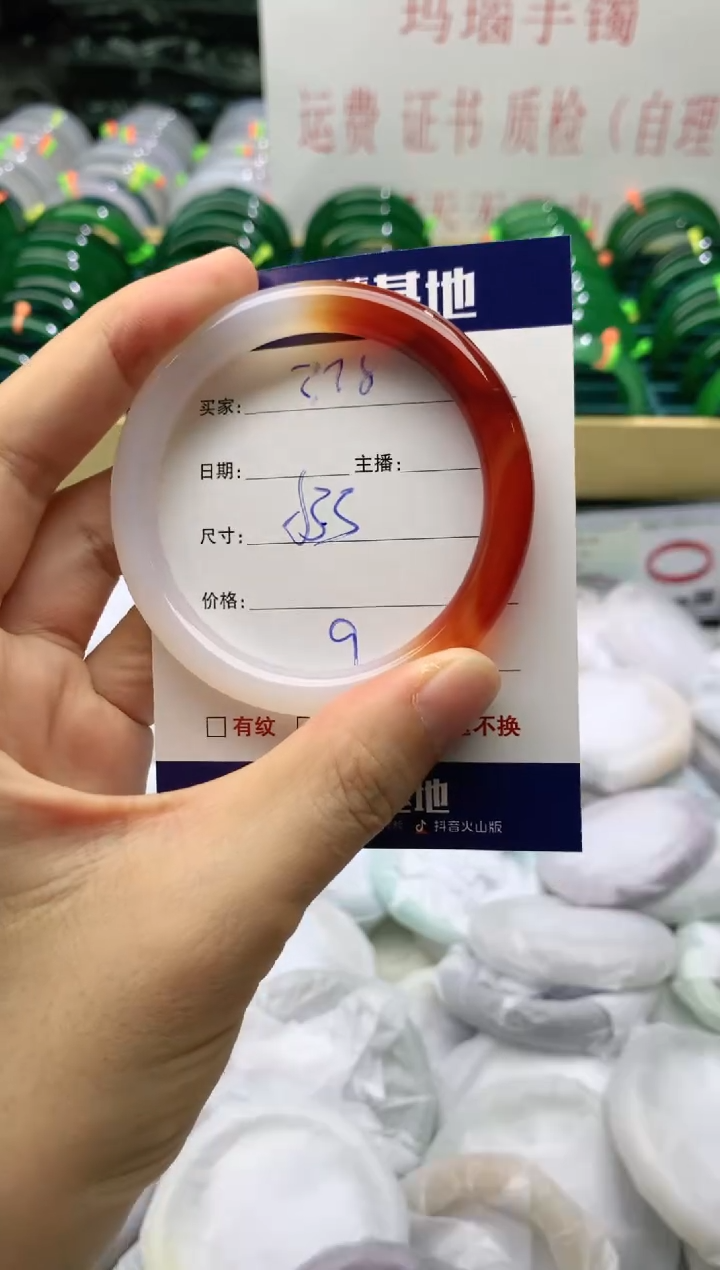 玛瑙手镯
运费 证书 质检（自理
基地
买家:
日期: 主播:
尺寸: 55
价格:
9
有纹 不换
基地
抖音火山版